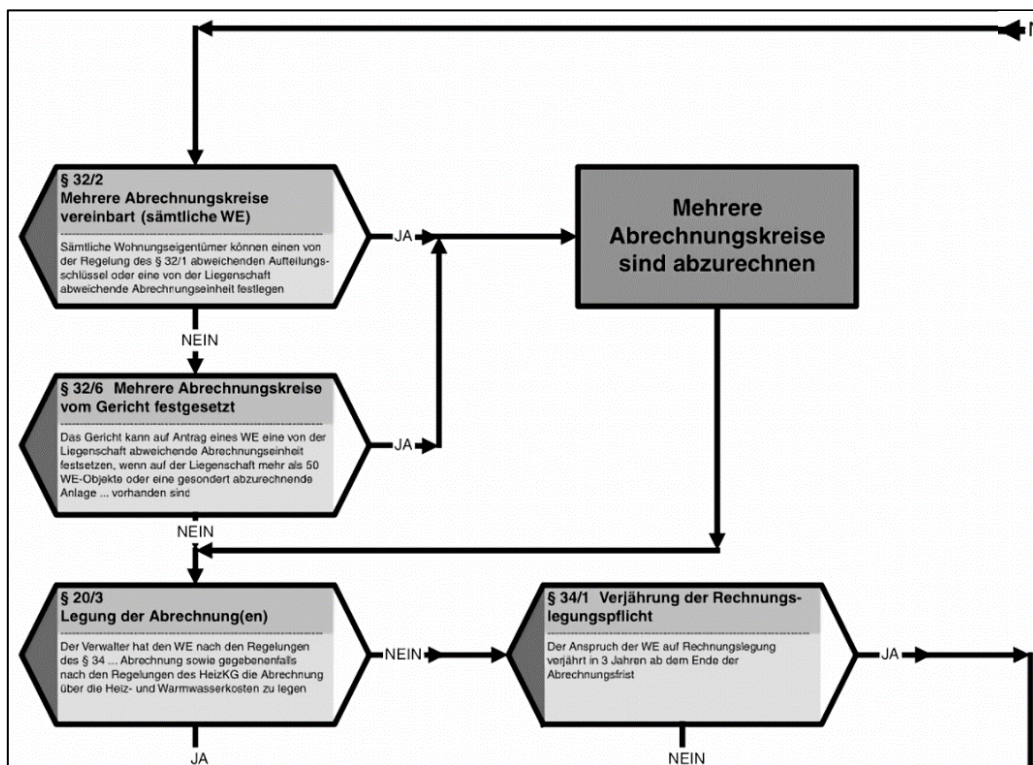 § 32/2
Mehrere Abrechnungskreise
vereinbart (sämtliche WE)
Sämtliche Wohnungseigentümer können einen von
der Regelung des § 32/1 abweichenden Aufteilungs-
schlüssel oder eine von der Liegenschaft
abweichende Abrechnungseinheit festlegen
JA
Mehrere
Abrechnungskreise
sind abzurechnen
NEIN
§ 32/6 Mehrere Abrechnungskreise
vom Gericht festgesetzt
Das Gericht kann auf Antrag eines WE eine von der
Liegenschaft abweichende Abrechnungseinheit
festsetzen, wenn auf der Liegenschaft mehr als 50
WE-Objekte oder eine gesondert abzurechnende
Anlage ... vorhanden sind
JA
NEIN
§ 20/3
Legung der Abrechnung(en)
Der Verwalter hat den WE nach den Regelungen
des § 34 ... Abrechnung sowie gegebenenfalls
nach den Regelungen des HeizKG die Abrechnung
über die Heiz- und Warmwasserkosten zu legen
NEIN
§ 34/1 Verjährung der Rechnungs-
legungspflicht
Der Anspruch der WE auf Rechnungslegung
verjährt in 3 Jahren ab dem Ende der
Abrechnungsfrist
JA
JA
NEIN